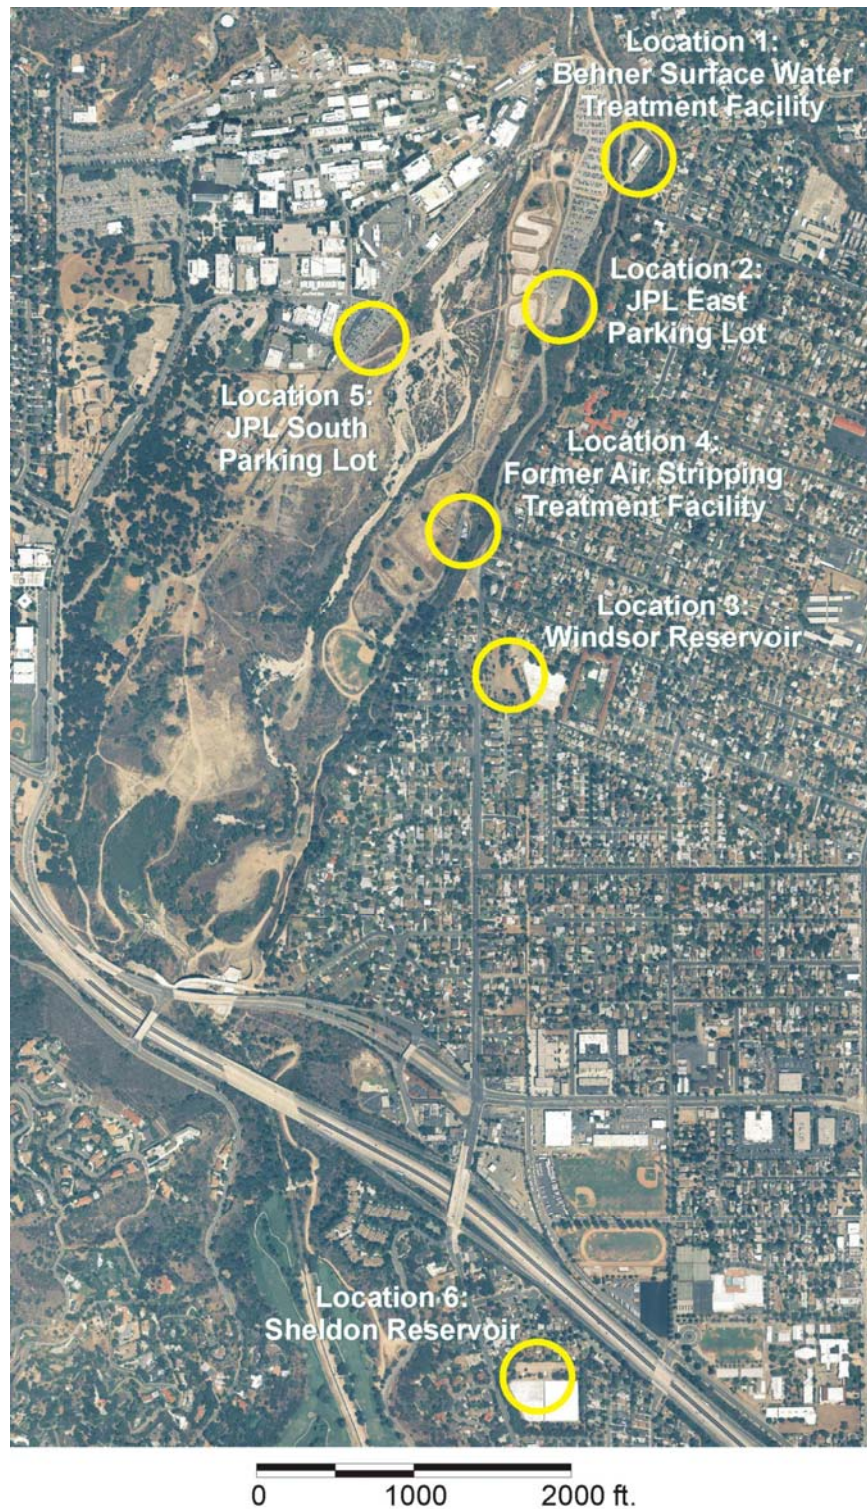 Location 1:
Behner Surface Water
Treatment Facility
Location 2:
JPL East
Parking Lot
Location 5:
JPL South
Parking Lot
Location 4:
Former Air Stripping
Treatment Facility
Location 3:
Windsor Reservoir
Location 6:
Sheldon Reservoir
0 1000 2000 ft.